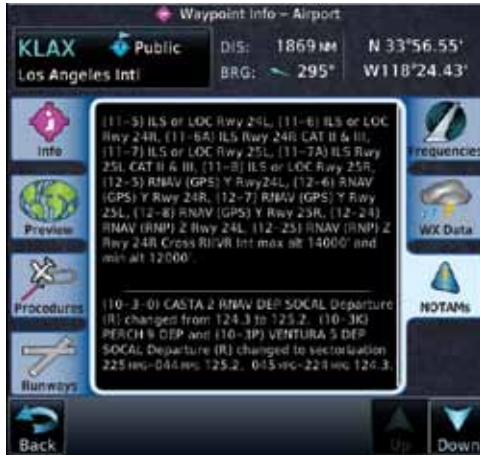 Waypoint Info – Airport
KLAX Public DIS: 1869 NM N 33°56.55'
Los Angeles Intl BRG: 295° W118°24.43'
Info
Preview
Procedures
Runways
(11-5) ILS or LOC Rwy 24L, (11-6) ILS or LOC
Rwy 24R, (11-6A) ILS Rwy 24R CAT II & III,
(11-7) ILS or LOC Rwy 25L, (11-7A) ILS Rwy
25L CAT II & III, (11-8) ILS or LOC Rwy 25R,
(12-5) RNAV (GPS) Y Rwy24L, (12-6) RNAV
(GPS) Y Rwy 24R, (12-7) RNAV (GPS) Y Rwy
25L, (12-8) RNAV (GPS) Y Rwy 25R, (12-24)
RNAV (RNP) Z Rwy 24L, (12-25) RNAV (RNP) Z
Rwy 24R Cross RIIVR Int max alt 14000' and
min alt 12000'.
(10-3-0) CASTA 2 RNAV DEP SOCAL Departure
(R) changed from 124.3 to 125.2. (10-3K)
PERCH 9 DEP and (10-3P) VENTURA 5 DEP
SOCAL Departure (R) changed to sectorization
225 -044 125.2, 045 -224 124.3.
Frequencies
WX Data
NOTAMs
Back
Up
Down